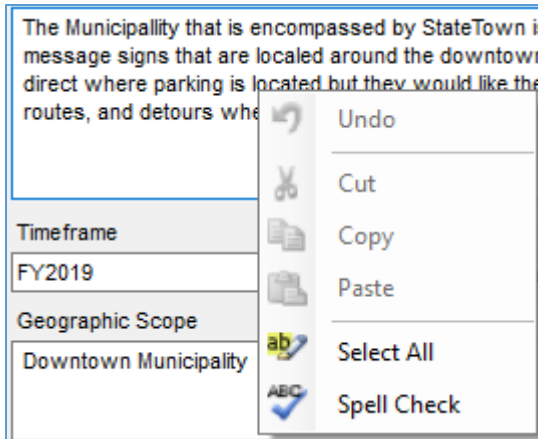 The Municipallity that is encompassed by StateTown
message signs that are localed around the downtown
direct where parking is located but they would like the
routes, and detours whe
Undo
Cut
Copy
Paste
Select All
Spell Check
Timeframe
FY2019
Geographic Scope
Downtown Municipality